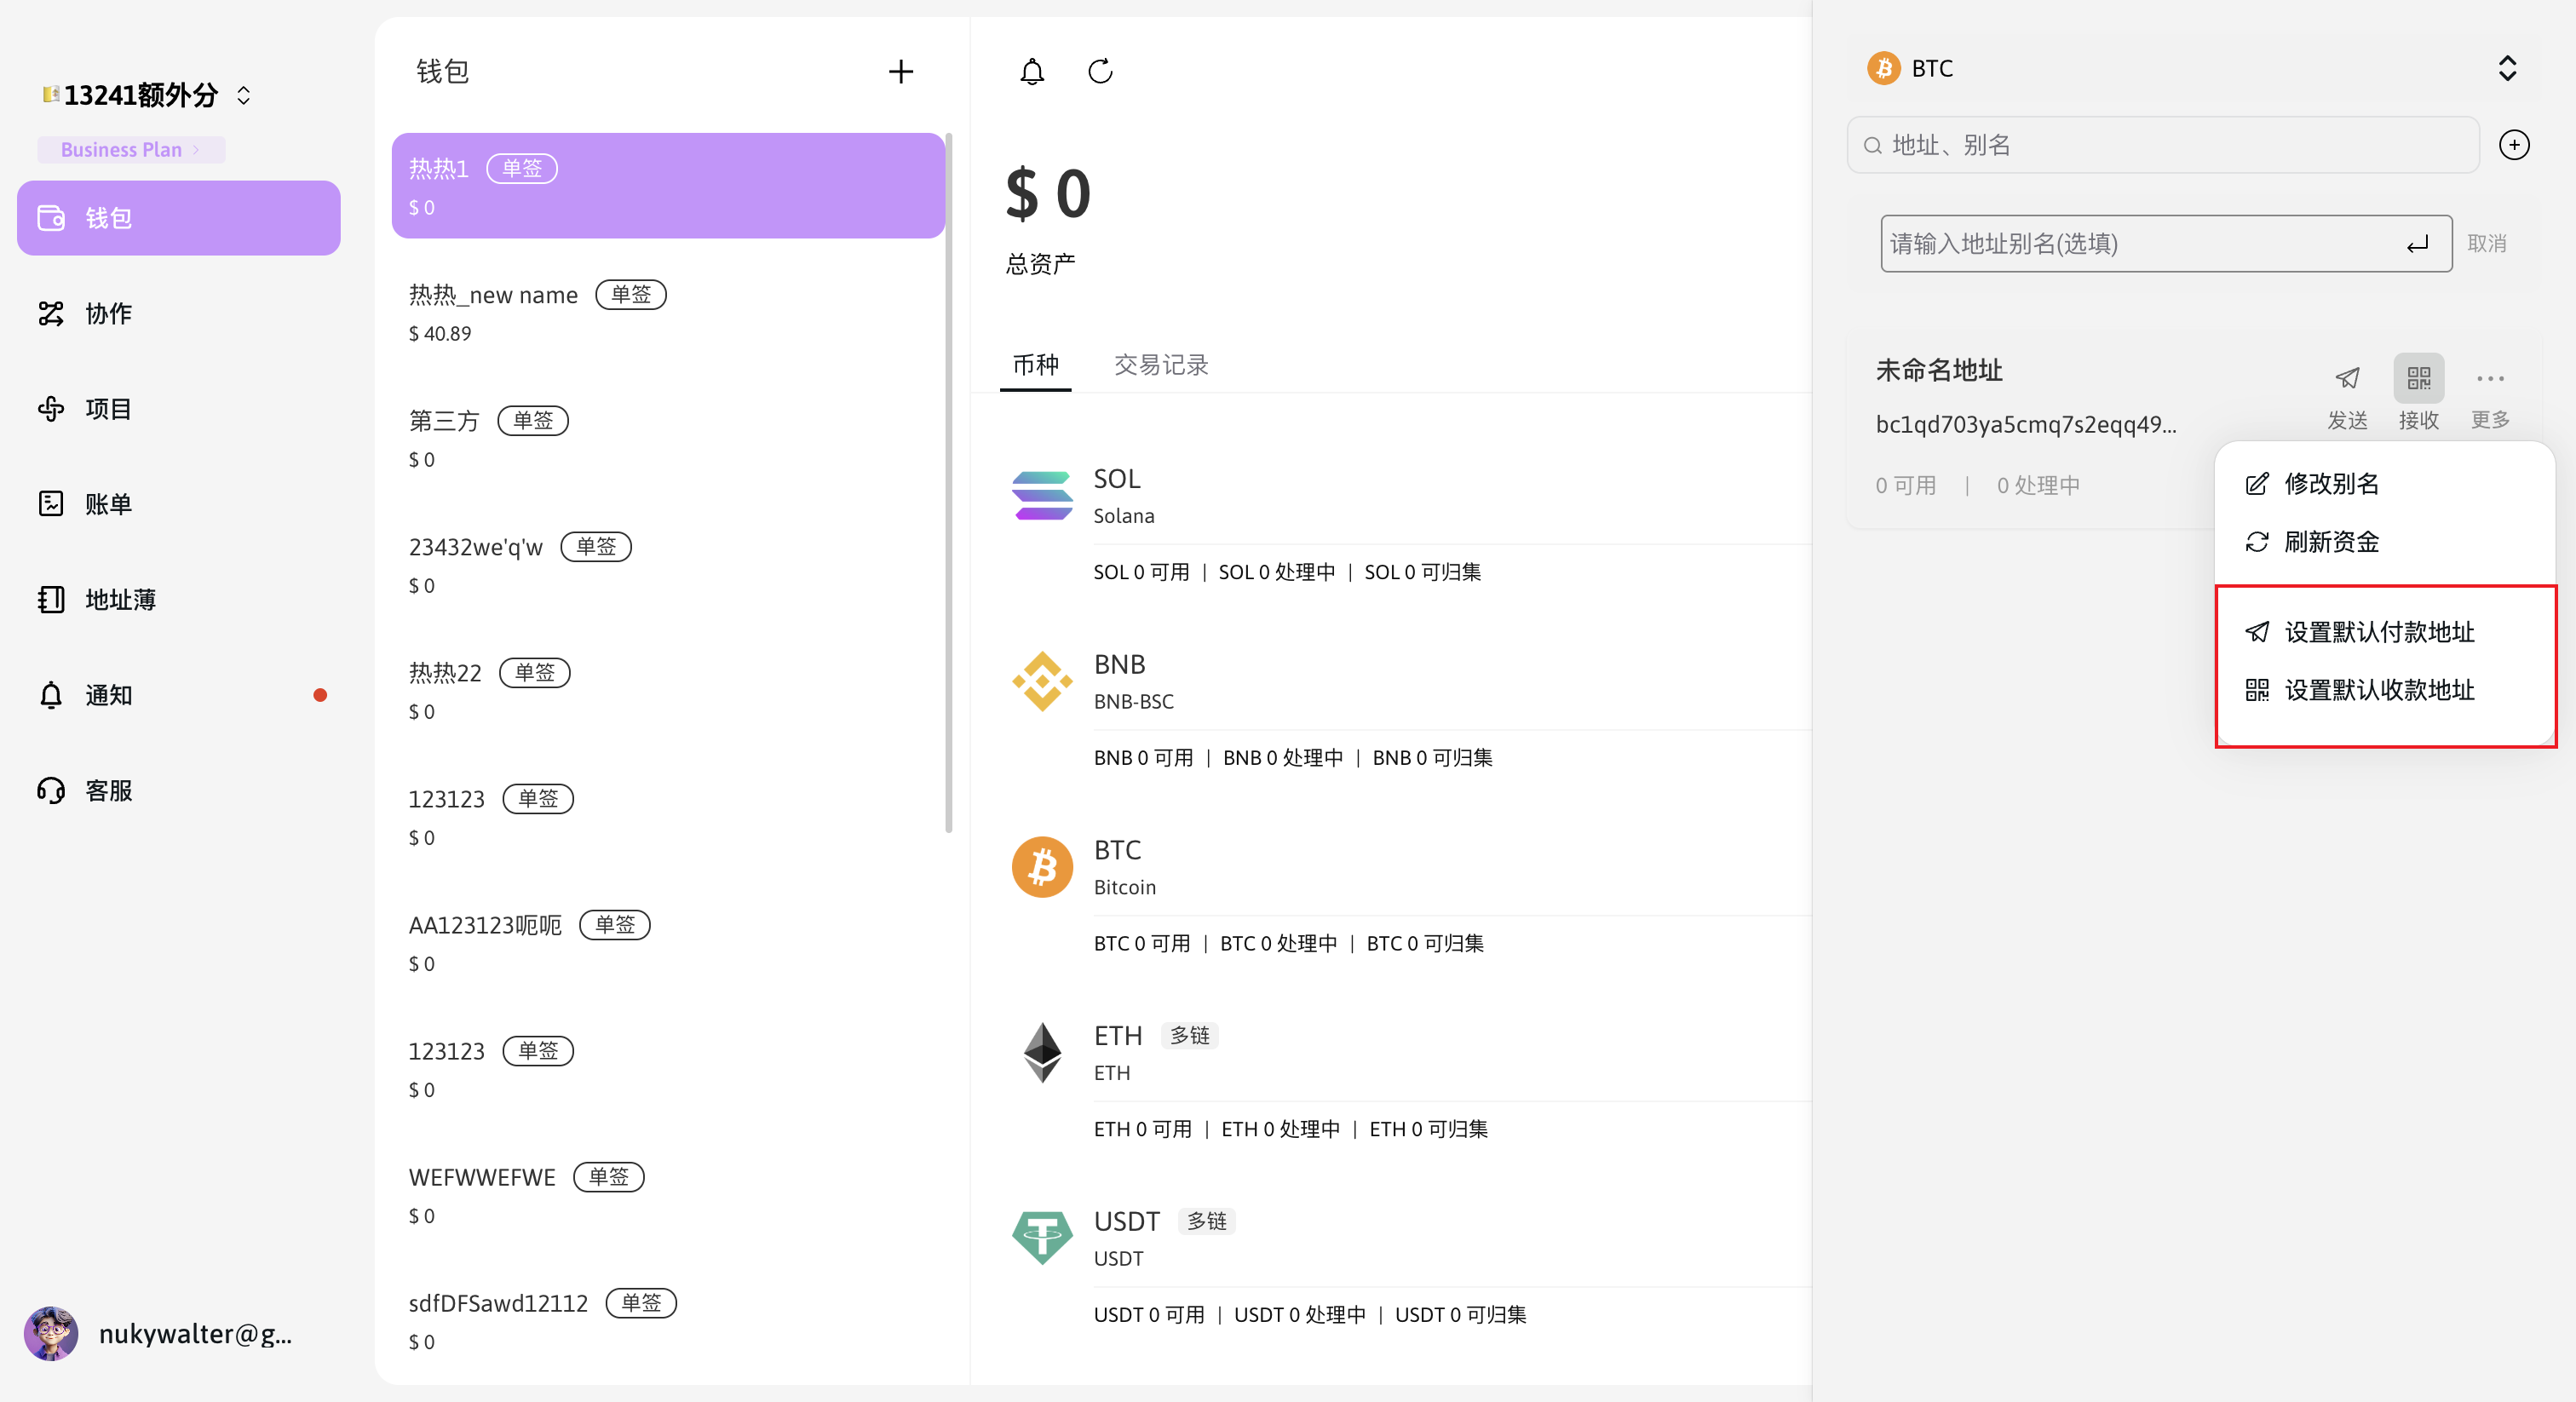 13241额外分
Business Plan
钱包
协作
项目
账单
地址薄
通知
客服
nukywalter@g...
钱包
热热1 单签
$ 0
热热_new name 单签
$ 40.89
第三方 单签
$ 0
23432we'q'w 单签
$ 0
热热22 单签
$ 0
123123 单签
$ 0
AA123123呃呃 单签
$ 0
123123 单签
$ 0
WEFWWEFWE 单签
$ 0
sdfDFSawd12112 单签
$ 0
$ 0
总资产
币种 交易记录
SOL
Solana
SOL 0 可用 | SOL 0 处理中 | SOL 0 可归集
BNB
BNB-BSC
BNB 0 可用 | BNB 0 处理中 | BNB 0 可归集
BTC
Bitcoin
BTC 0 可用 | BTC 0 处理中 | BTC 0 可归集
ETH 多链
ETH
ETH 0 可用 | ETH 0 处理中 | ETH 0 可归集
USDT 多链
USDT
USDT 0 可用 | USDT 0 处理中 | USDT 0 可归集
BTC
地址、别名
请输入地址别名(选填) 取消
未命名地址
发送 接收 更多
bc1qd703ya5cmq7s2eqq49...
0 可用 | 0 处理中
修改别名
刷新资金
设置默认付款地址
设置默认收款地址